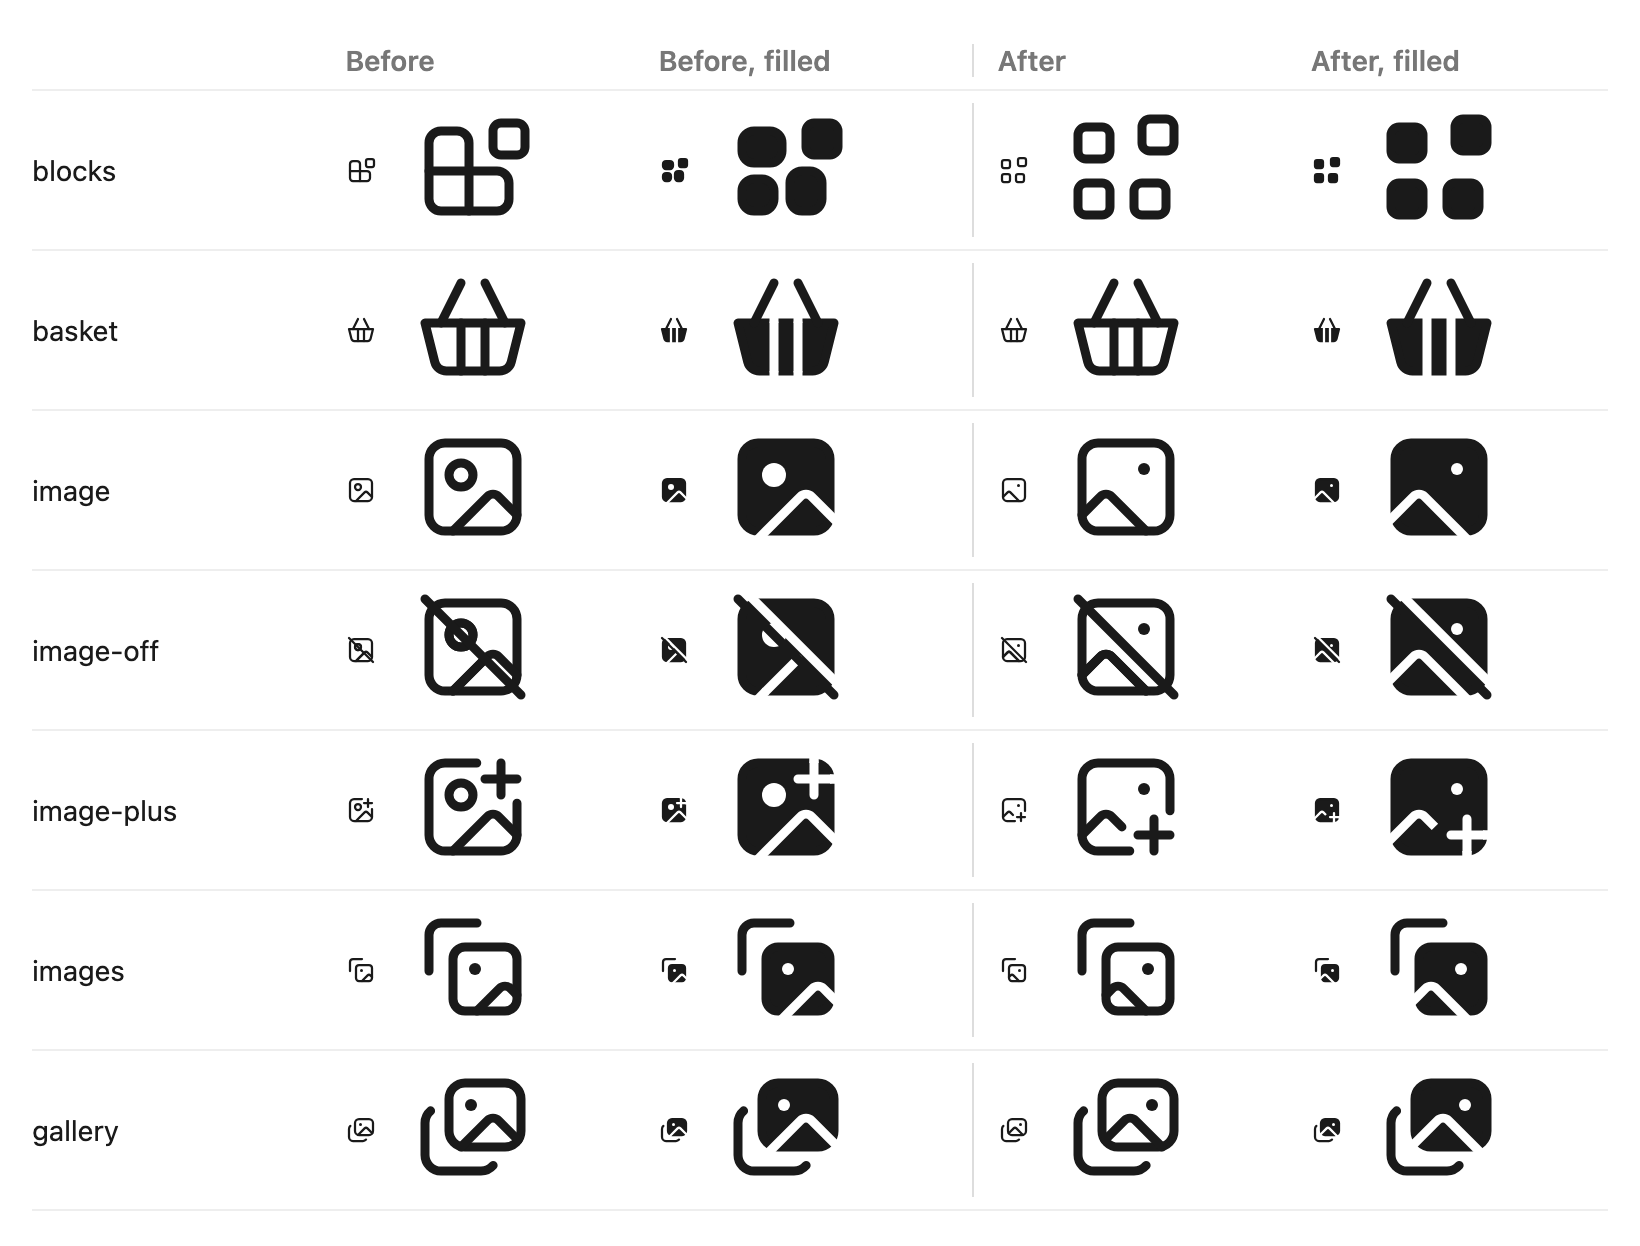 Before Before, filled After After, filled
blocks
basket
image
image-off
image-plus
images
gallery